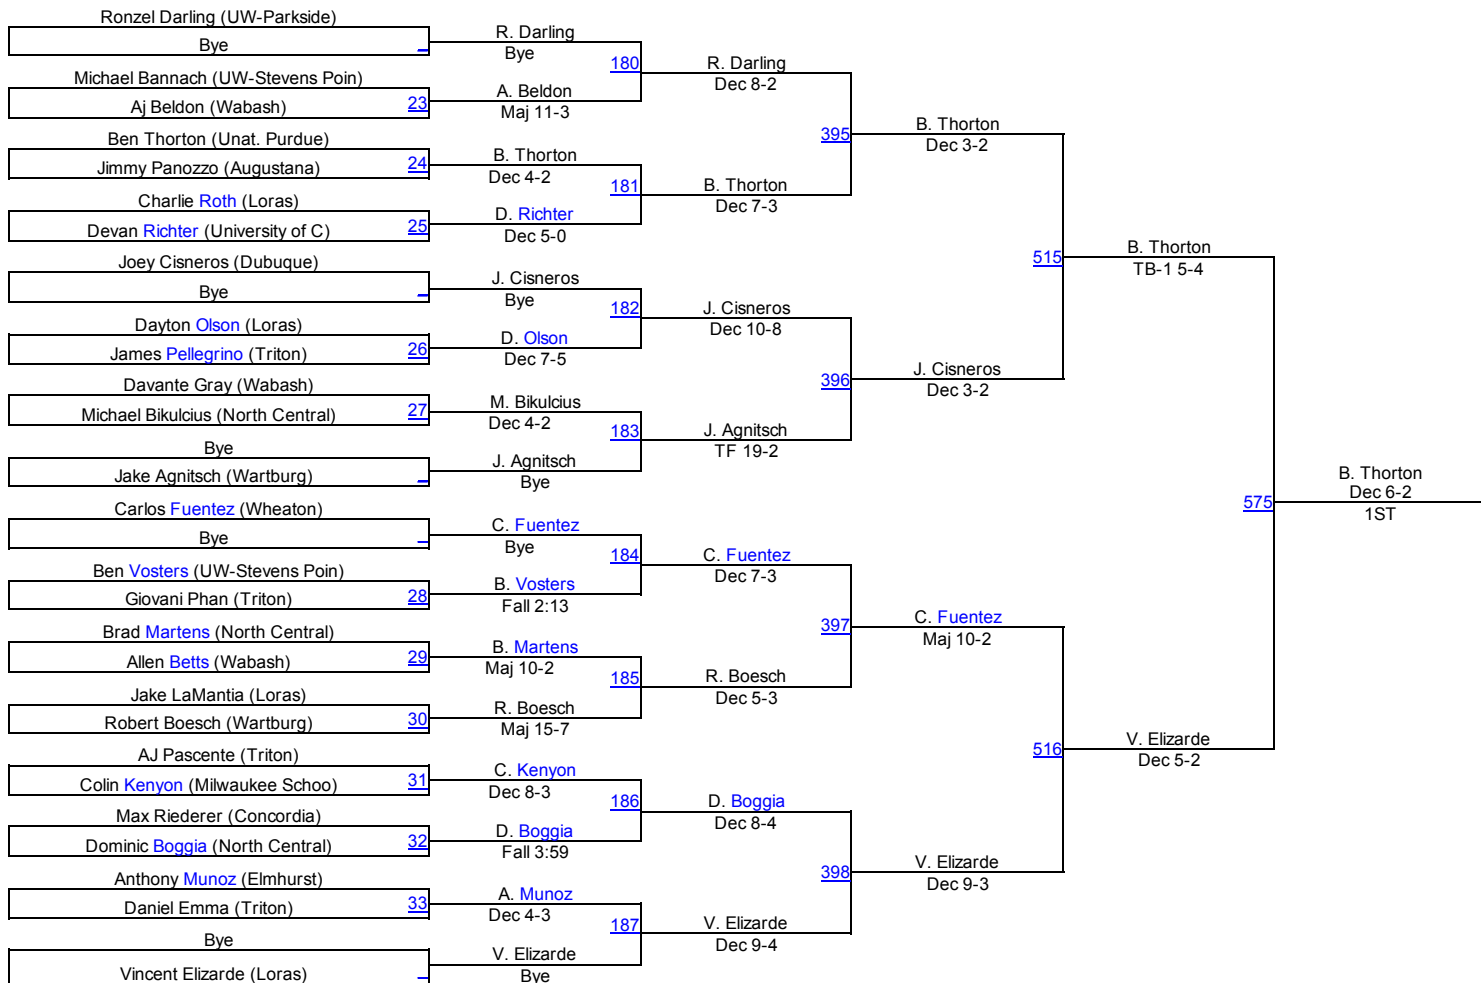 Ronzel Darling (UW-Parkside)
Bye
Michael Bannach (UW-Stevens Poin)
Aj Beldon (Wabash)
23
Ben Thorton (Unat. Purdue)
Jimmy Panozzo (Augustana)
24
Charlie Roth (Loras)
Devan Richter (University of C)
25
Joey Cisneros (Dubuque)
Bye
Dayton Olson (Loras)
James Pellegrino (Triton)
26
Davante Gray (Wabash)
Michael Bikulcius (North Central)
27
Bye
Jake Agnitsch (Wartburg)
Carlos Fuentez (Wheaton)
Bye
Ben Vosters (UW-Stevens Poin)
Giovani Phan (Triton)
28
Brad Martens (North Central)
Allen Betts (Wabash)
29
Jake LaMantia (Loras)
Robert Boesch (Wartburg)
30
AJ Pascente (Triton)
Colin Kenyon (Milwaukee Schoo)
31
Max Riederer (Concordia)
Dominic Boggia (North Central)
32
Anthony Munoz (Elmhurst)
Daniel Emma (Triton)
33
Bye
Vincent Elizarde (Loras)
R. Darling
Bye
180
A. Beldon
Maj 11-3
B. Thorton
Dec 4-2
181
D. Richter
Dec 5-0
J. Cisneros
Bye
182
D. Olson
Dec 7-5
M. Bikulcius
Dec 4-2
183
J. Agnitsch
Bye
C. Fuentez
Bye
184
B. Vosters
Fall 2:13
B. Martens
Maj 10-2
185
R. Boesch
Maj 15-7
C. Kenyon
Dec 8-3
186
D. Boggia
Fall 3:59
A. Munoz
Dec 4-3
187
V. Elizarde
Bye
R. Darling
Dec 8-2
395
B. Thorton
Dec 7-3
J. Cisneros
Dec 10-8
396
J. Agnitsch
TF 19-2
C. Fuentez
Dec 7-3
397
R. Boesch
Dec 5-3
D. Boggia
Dec 8-4
398
V. Elizarde
Dec 9-4
B. Thorton
Dec 3-2
515
J. Cisneros
Dec 3-2
C. Fuentez
Maj 10-2
516
V. Elizarde
Dec 9-3
B. Thorton
TB-1 5-4
575
V. Elizarde
Dec 5-2
B. Thorton
Dec 6-2
1ST